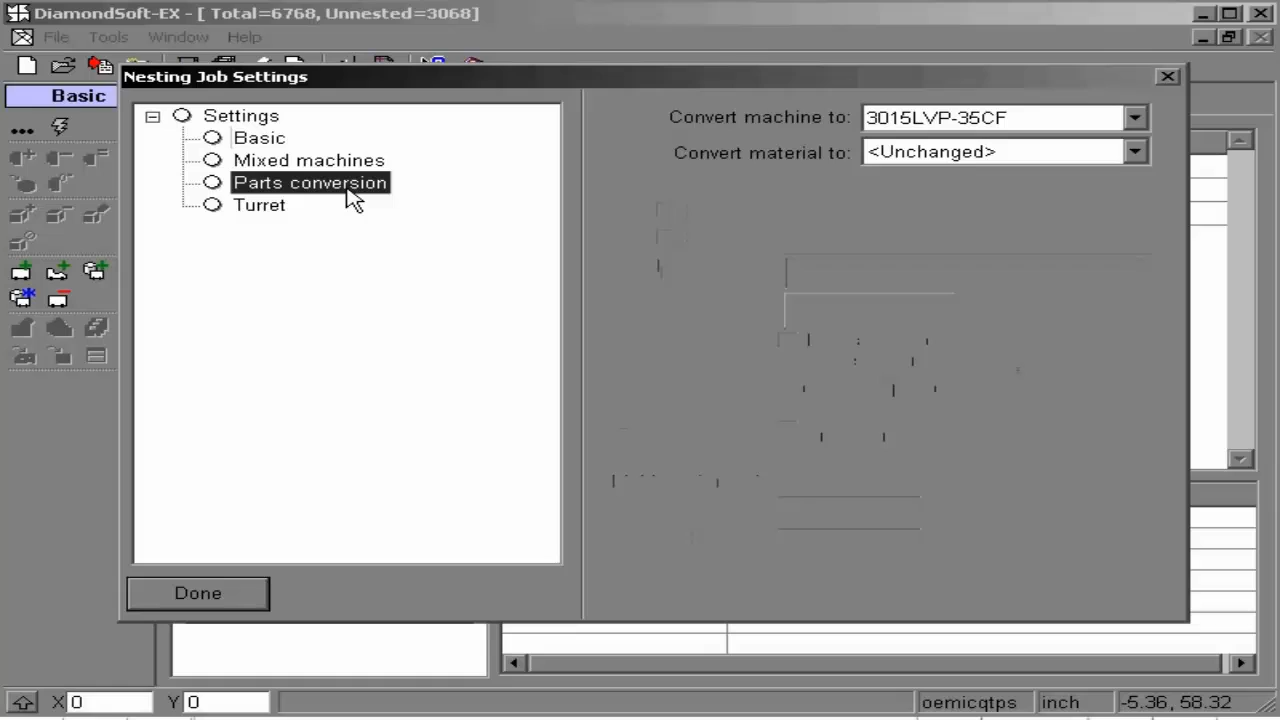 DiamondSoft-EX - [ Total=6768, Unnested=3068]
File Tools Window Help
Nesting Job Settings
Basic
Settings
Basic
Mixed machines
Parts conversion
Turret
Convert machine to: 3015LVP-35CF
Convert material to: <Unchanged>
Done
X 0 Y 0 oemicqtps inch -5.36, 58.32